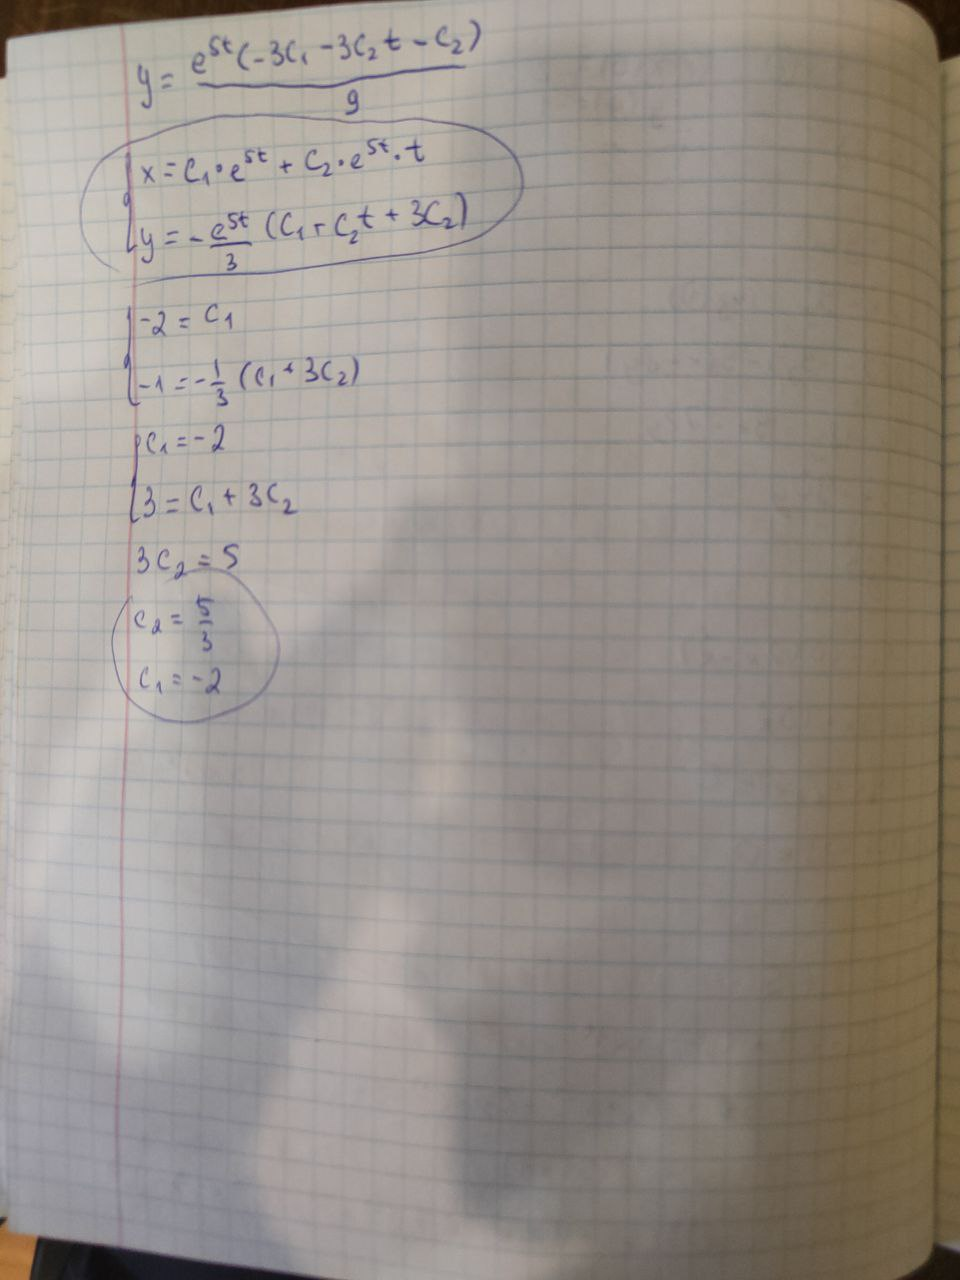 y = e^{5t}(-3C₁ - 3C₂t - C₂) / 9
x = C₁ · e^{5t} + C₂ · e^{5t} · t
y = - e^{5t}/3 (C₁ + C₂t + 3C₂)
-2 = C₁
-1 = - 1/3 (C₁ + 3C₂)
C₁ = -2
3 = C₁ + 3C₂
3C₂ = 5
C₂ = 5/3
C₁ = -2